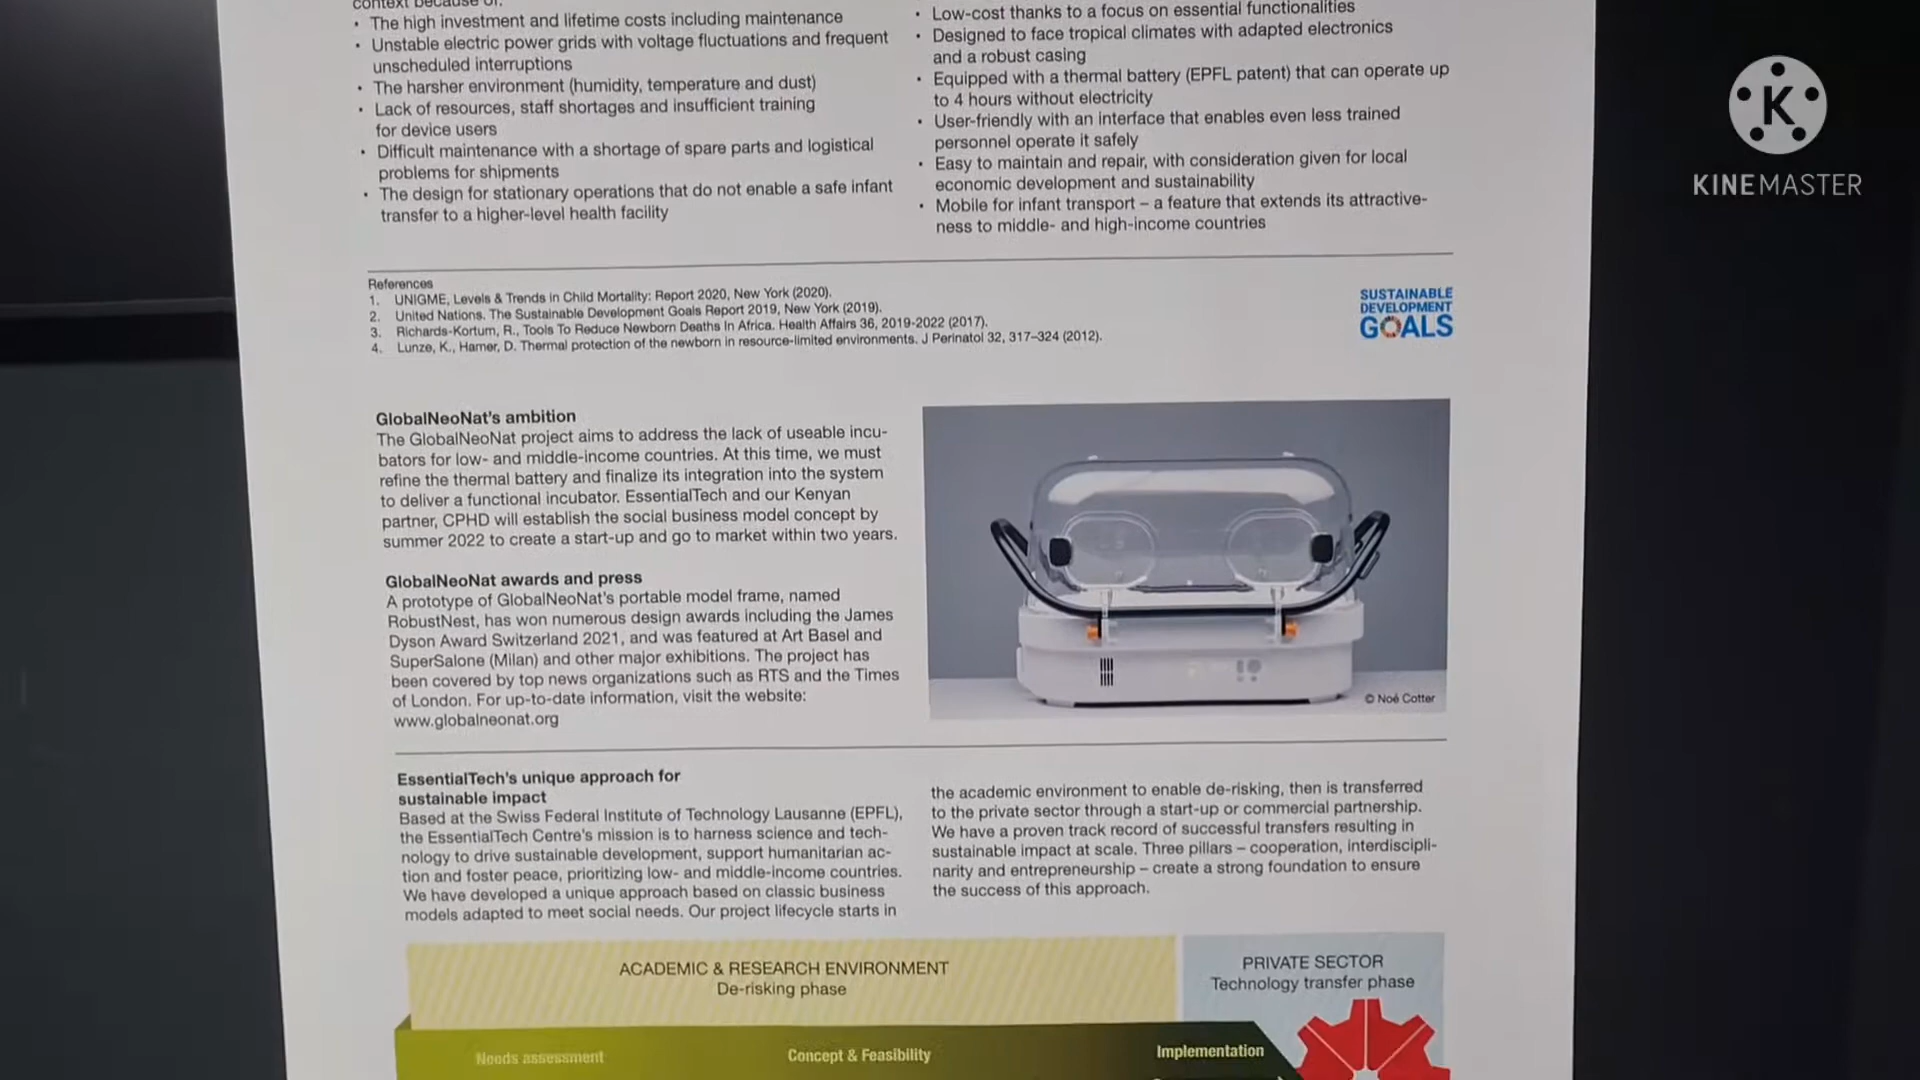 context because of:
• The high investment and lifetime costs including maintenance
• Unstable electric power grids with voltage fluctuations and frequent
unscheduled interruptions
• The harsher environment (humidity, temperature and dust)
• Lack of resources, staff shortages and insufficient training
for device users
• Difficult maintenance with a shortage of spare parts and logistical
problems for shipments
• The design for stationary operations that do not enable a safe infant
transfer to a higher-level health facility
• Low-cost thanks to a focus on essential functionalities
• Designed to face tropical climates with adapted electronics
and a robust casing
• Equipped with a thermal battery (EPFL patent) that can operate up
to 4 hours without electricity
• User-friendly with an interface that enables even less trained
personnel operate it safely
• Easy to maintain and repair, with consideration given for local
economic development and sustainability
• Mobile for infant transport – a feature that extends its attractive-
ness to middle- and high-income countries
K
KINEMASTER
References
1. UNIGME, Levels & Trends in Child Mortality: Report 2020, New York (2020).
2. United Nations. The Sustainable Development Goals Report 2019, New York (2019).
3. Richards-Kortum, R., Tools To Reduce Newborn Deaths In Africa. Health Affairs 36, 2019-2022 (2017).
4. Lunze, K., Hamer, D. Thermal protection of the newborn in resource-limited environments. J Perinatol 32, 317–324 (2012).
SUSTAINABLE
DEVELOPMENT
GOALS
GlobalNeoNat's ambition
The GlobalNeoNat project aims to address the lack of useable incu-
bators for low- and middle-income countries. At this time, we must
refine the thermal battery and finalize its integration into the system
to deliver a functional incubator. EssentialTech and our Kenyan
partner, CPHD will establish the social business model concept by
summer 2022 to create a start-up and go to market within two years.
GlobalNeoNat awards and press
A prototype of GlobalNeoNat's portable model frame, named
RobustNest, has won numerous design awards including the James
Dyson Award Switzerland 2021, and was featured at Art Basel and
SuperSalone (Milan) and other major exhibitions. The project has
been covered by top news organizations such as RTS and the Times
of London. For up-to-date information, visit the website:
www.globalneonat.org
© Noé Cotter
EssentialTech's unique approach for
sustainable impact
Based at the Swiss Federal Institute of Technology Lausanne (EPFL),
the EssentialTech Centre's mission is to harness science and tech-
nology to drive sustainable development, support humanitarian ac-
tion and foster peace, prioritizing low- and middle-income countries.
We have developed a unique approach based on classic business
models adapted to meet social needs. Our project lifecycle starts in
the academic environment to enable de-risking, then is transferred
to the private sector through a start-up or commercial partnership.
We have a proven track record of successful transfers resulting in
sustainable impact at scale. Three pillars – cooperation, interdiscipli-
narity and entrepreneurship – create a strong foundation to ensure
the success of this approach.
ACADEMIC & RESEARCH ENVIRONMENT
De-risking phase
PRIVATE SECTOR
Technology transfer phase
Needs assessment
Concept & Feasibility
Implementation